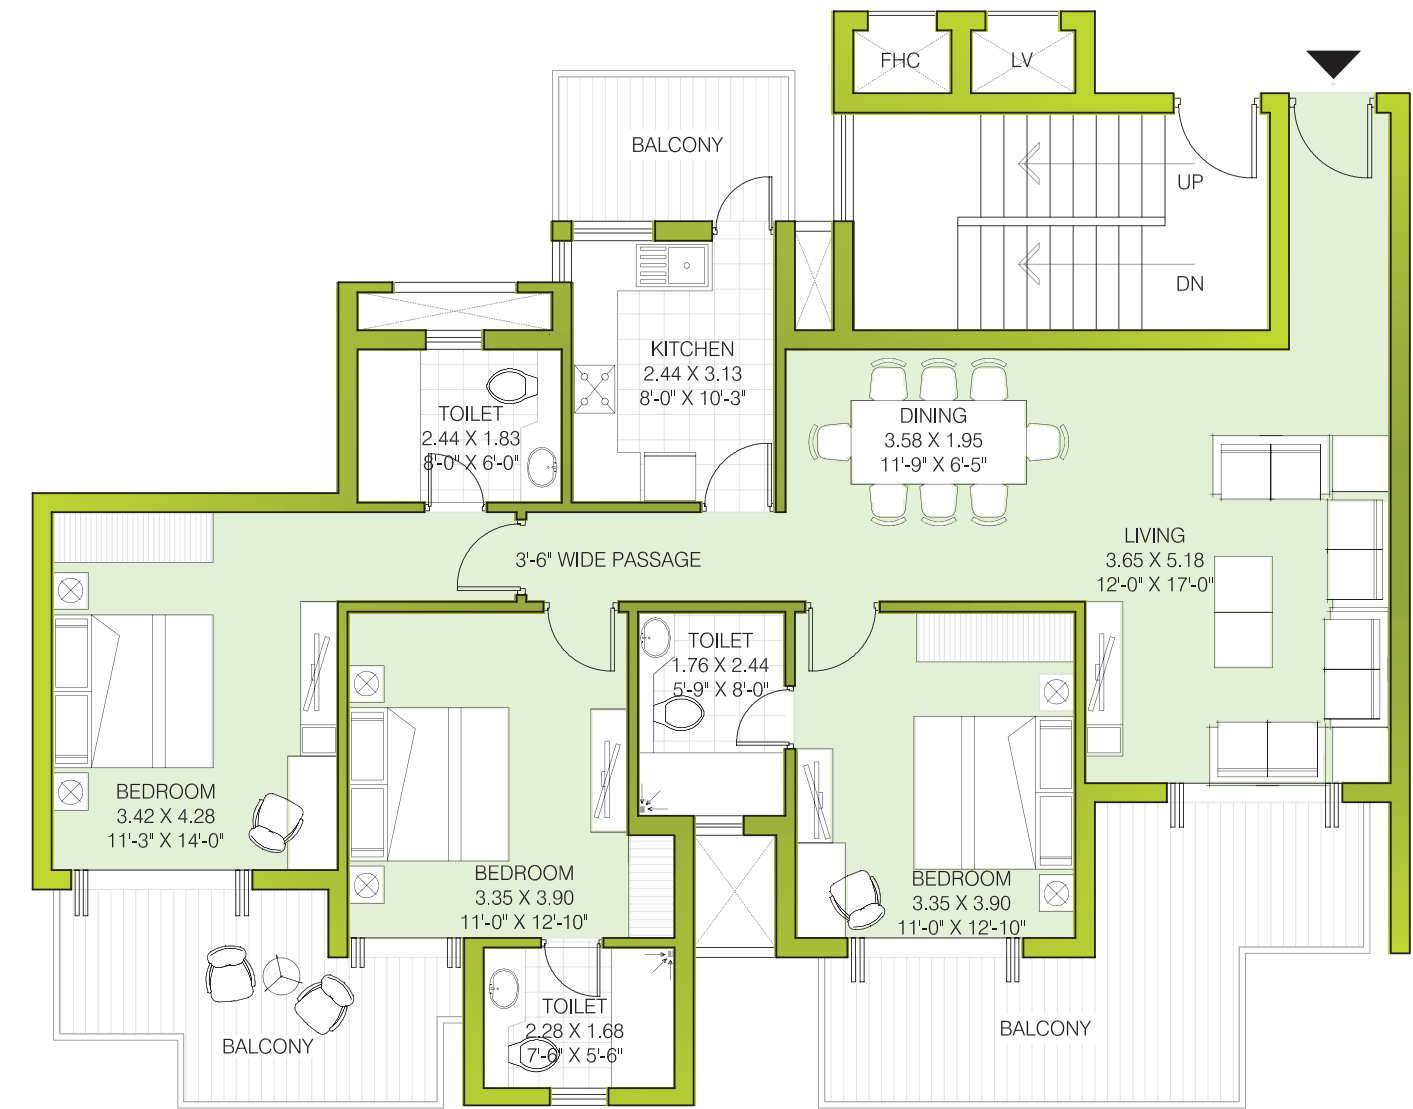 FHC
LV
BALCONY
UP
DN
KITCHEN
2.44 X 3.13
8'-0" X 10'-3"
TOILET
2.44 X 1.83
8'-0" X 6'-0"
DINING
3.58 X 1.95
11'-9" X 6'-5"
LIVING
3.65 X 5.18
12'-0" X 17'-0"
3'-6" WIDE PASSAGE
TOILET
1.76 X 2.44
5'-9" X 8'-0"
BEDROOM
3.42 X 4.28
11'-3" X 14'-0"
BEDROOM
3.35 X 3.90
11'-0" X 12'-10"
BEDROOM
3.35 X 3.90
11'-0" X 12'-10"
TOILET
2.28 X 1.68
7'-6" X 5'-6"
BALCONY
BALCONY